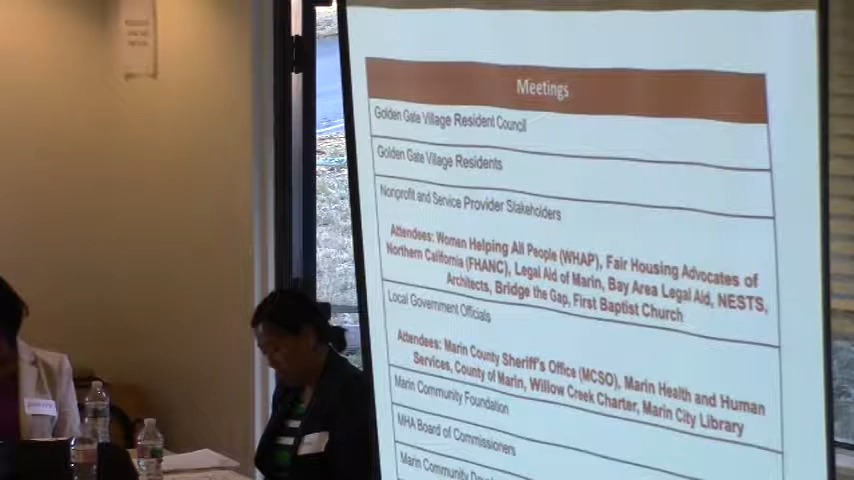 Meetings
Golden Gate Village Resident Council
Golden Gate Village Residents
Nonprofit and Service Provider Stakeholders
Attendees: Women Helping All People (WHAP), Fair Housing Advocates of
Northern California (FHANC), Legal Aid of Marin, Bay Area Legal Aid, NESTS,
Architects, Bridge the Gap, First Baptist Church
Local Government Officials
Attendees: Marin County Sheriff's Office (MCSO), Marin Health and Human
Services, County of Marin, Willow Creek Charter, Marin City Library
Marin Community Foundation
MHA Board of Commissioners
Marin Community